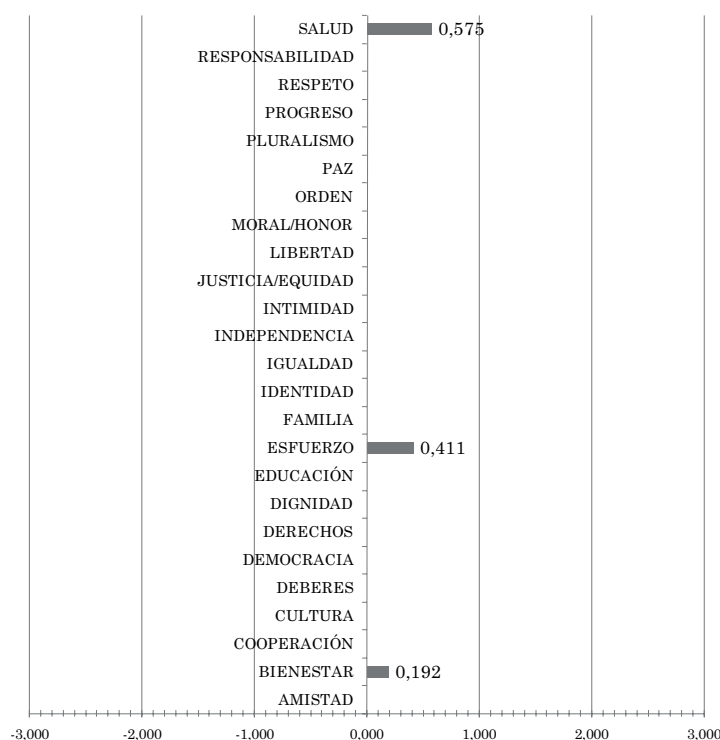 SALUD 0,575
RESPONSABILIDAD
RESPETO
PROGRESO
PLURALISMO
PAZ
ORDEN
MORAL/HONOR
LIBERTAD
JUSTICIA/EQUIDAD
INTIMIDAD
INDEPENDENCIA
IGUALDAD
IDENTIDAD
FAMILIA
ESFUERZO 0,411
EDUCACIÓN
DIGNIDAD
DERECHOS
DEMOCRACIA
DEBERES
CULTURA
COOPERACIÓN
BIENESTAR 0,192
AMISTAD
-3,000 -2,000 -1,000 0,000 1,000 2,000 3,000